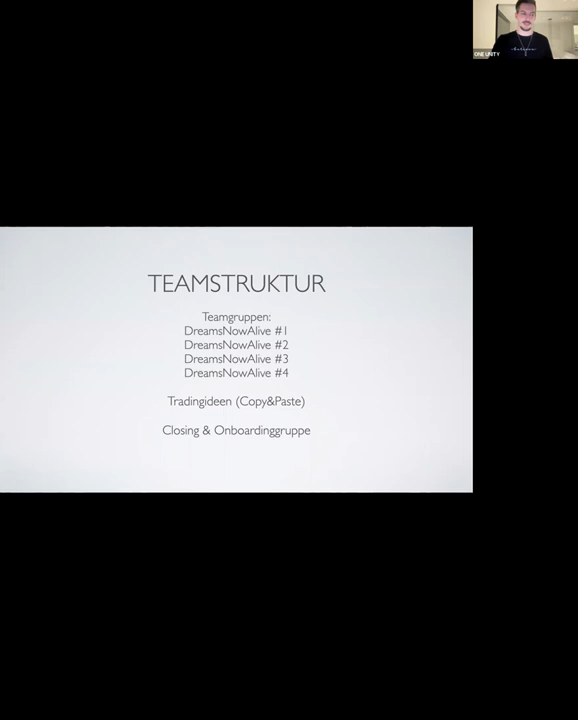 ONE UNITY
TEAMSTRUKTUR
Teamgruppen:
DreamsNowAlive #1
DreamsNowAlive #2
DreamsNowAlive #3
DreamsNowAlive #4
Tradingideen (Copy&Paste)
Closing & Onboardinggruppe